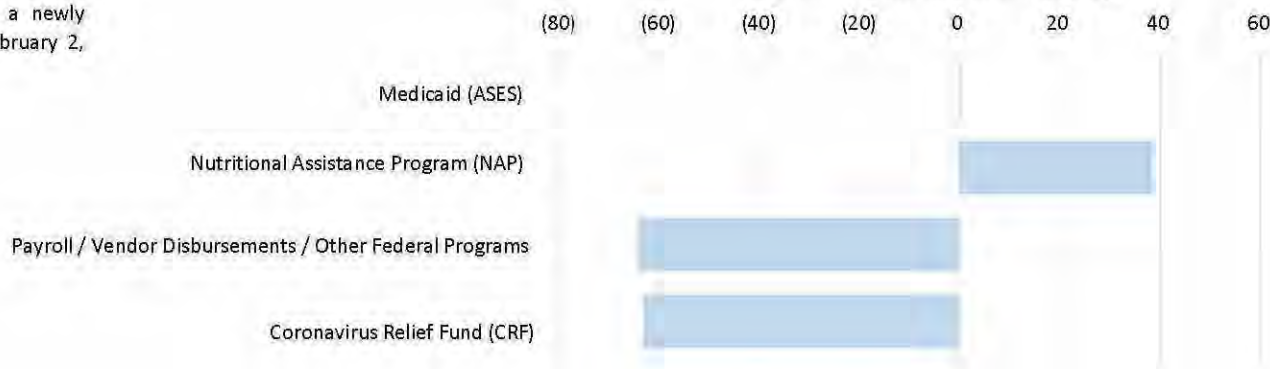 a newly
bruary 2,
(80) (60) (40) (20) 0 20 40 60
Medicaid (ASES)
Nutritional Assistance Program (NAP)
Payroll / Vendor Disbursements / Other Federal Programs
Coronavirus Relief Fund (CRF)